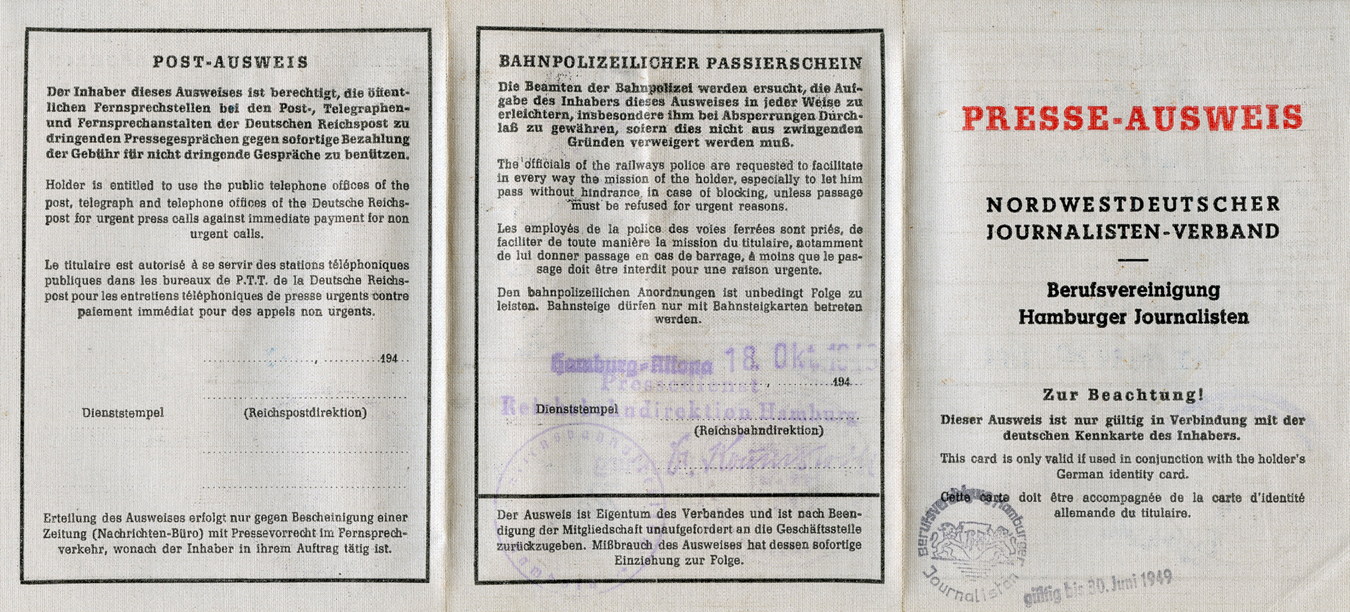 POST-AUSWEIS
Der Inhaber dieses Ausweises ist berechtigt, die öffent-
lichen Fernsprechstellen bei den Post-, Telegraphen-
und Fernsprechanstalten der Deutschen Reichspost zu
dringenden Pressegesprächen gegen sofortige Bezahlung
der Gebühr für nicht dringende Gespräche zu benützen.
Holder is entitled to use the public telephone offices of the
post, telegraph and telephone offices of the Deutsche Reichs-
post for urgent press calls against immediate payment for non
urgent calls.
Le titulaire est autorisé à se servir des stations téléphoniques
publiques dans les bureaux de P.T.T. de la Deutsche Reichs-
post pour les entretiens téléphoniques de presse urgents contre
paiement immédiat pour des appels non urgents.
, 194
Dienststempel
(Reichspostdirektion)
Erteilung des Ausweises erfolgt nur gegen Bescheinigung einer
Zeitung (Nachrichten-Büro) mit Pressevorrecht im Fernsprech-
verkehr, wonach der Inhaber in ihrem Auftrag tätig ist.
BAHNPOLIZEILICHER PASSIERSCHEIN
Die Beamten der Bahnpolizei werden ersucht, die Auf-
gabe des Inhabers dieses Ausweises in jeder Weise zu
erleichtern, insbesondere ihm bei Absperrungen Durch-
laß zu gewähren, sofern dies nicht aus zwingenden
Gründen verweigert werden muß.
The officials of the railways police are requested to facilitate
in every way the mission of the holder, especially to let him
pass without hindrance in case of blocking, unless passage
must be refused for urgent reasons.
Les employés de la police des voies ferrées sont priés, de
faciliter de toute manière la mission du titulaire, notamment
de lui donner passage en cas de barrage, à moins que le pas-
sage doit être interdit pour une raison urgente.
Den bahnpolizeilichen Anordnungen ist unbedingt Folge zu
leisten. Bahnsteige dürfen nur mit Bahnsteigkarten betreten
werden.
Hamburg-Altona 18. Okt.
, 194
Pressedienst
Reichsbahndirektion Hamburg
Dienststempel
(Reichsbahndirektion)
Der Ausweis ist Eigentum des Verbandes und ist nach Been-
digung der Mitgliedschaft unaufgefordert an die Geschäftsstelle
zurückzugeben. Mißbrauch des Ausweises hat dessen sofortige
Einziehung zur Folge.
PRESSE-AUSWEIS
NORDWESTDEUTSCHER
JOURNALISTEN-VERBAND
Berufsvereinigung
Hamburger Journalisten
Zur Beachtung!
Dieser Ausweis ist nur gültig in Verbindung mit der
deutschen Kennkarte des Inhabers.
This card is only valid if used in conjunction with the holder's
German identity card.
Cette carte doit être accompagnée de la carte d'identité
allemande du titulaire.
Berufsvereinigung Hamburger
Journalisten
gültig bis 30. Juni 1949